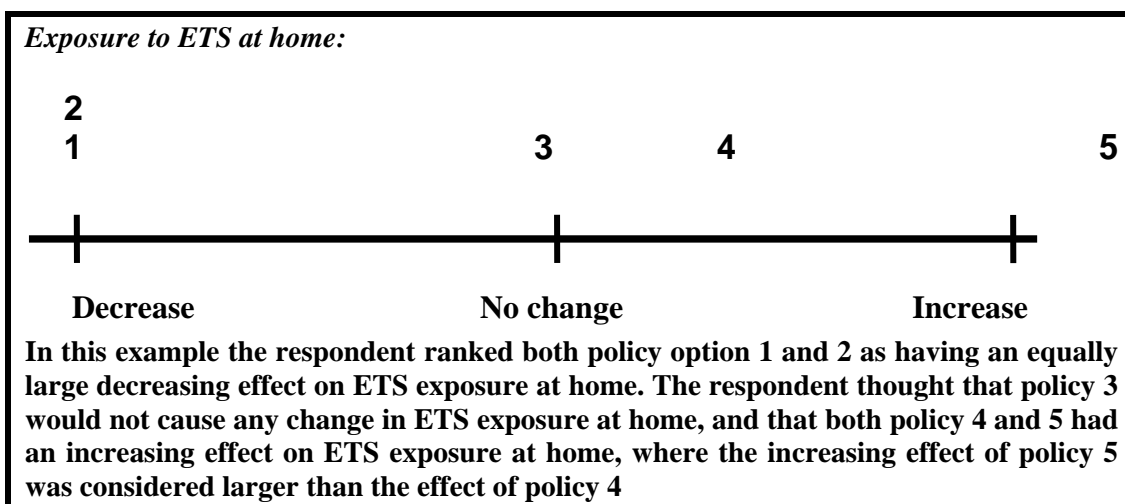 Exposure to ETS at home:
2
1 3 4 5
Decrease No change Increase
In this example the respondent ranked both policy option 1 and 2 as having an equally
large decreasing effect on ETS exposure at home. The respondent thought that policy 3
would not cause any change in ETS exposure at home, and that both policy 4 and 5 had
an increasing effect on ETS exposure at home, where the increasing effect of policy 5
was considered larger than the effect of policy 4